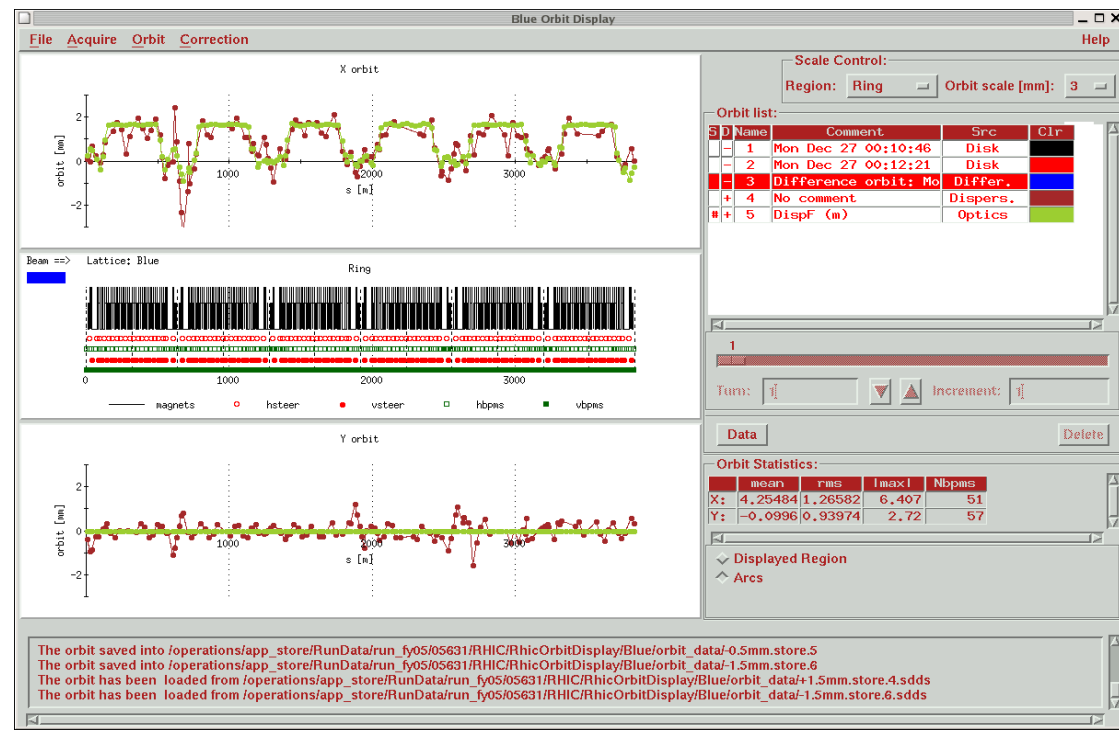 Blue Orbit Display
File Acquire Orbit Correction Help
X orbit
orbit [mm]
2
0
-2
1000 2000 3000
s [m]
Beam ==> Lattice: Blue
Ring
0 1000 2000 3000
magnets hsteer vsteer hbpms vbpms
Y orbit
orbit [mm]
2
0
-2
1000 2000 3000
s [m]
Scale Control:
Region: Ring Orbit scale [mm]: 3
Orbit list:
S D Name Comment Src Clr
- 1 Mon Dec 27 00:10:46 Disk
- 2 Mon Dec 27 00:12:21 Disk
- 3 Difference orbit: Mo Differ.
+ 4 No comment Dispers.
# + 5 DispF (m) Optics
1
Turn: 1 Increment: 1
Data Delete
Orbit Statistics:
mean rms |max| Nbpms
X: 4.25484 1.26582 6.407 51
Y: -0.0996 0.93974 2.72 57
Displayed Region
Arcs
The orbit saved into /operations/app_store/RunData/run_fy05/05631/RHIC/RhicOrbitDisplay/Blue/orbit_data/-0.5mm.store.5
The orbit saved into /operations/app_store/RunData/run_fy05/05631/RHIC/RhicOrbitDisplay/Blue/orbit_data/-1.5mm.store.6
The orbit has been loaded from /operations/app_store/RunData/run_fy05/05631/RHIC/RhicOrbitDisplay/Blue/orbit_data/+1.5mm.store.4.sdds
The orbit has been loaded from /operations/app_store/RunData/run_fy05/05631/RHIC/RhicOrbitDisplay/Blue/orbit_data/-1.5mm.store.6.sdds